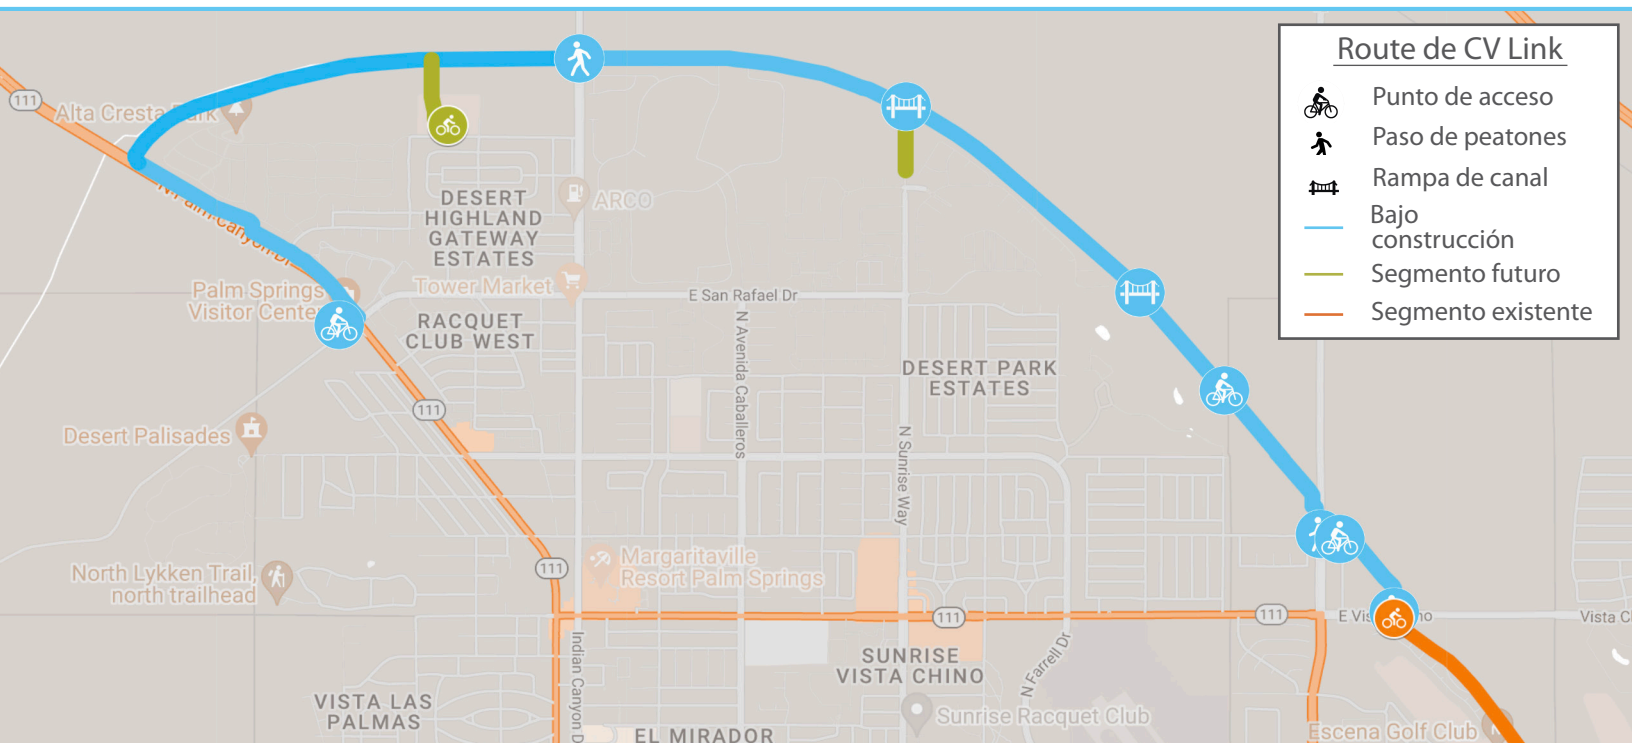 Route de CV Link
Punto de acceso
Paso de peatones
Rampa de canal
Bajo
construcción
Segmento futuro
Segmento existente
111
Alta Cresta Park
N Palm Canyon Dr
DESERT
HIGHLAND
GATEWAY
ESTATES
ARCO
Palm Springs
Visitor Cente
Tower Market
E San Rafael Dr
RACQUET
CLUB WEST
N Avenida Caballeros
DESERT PARK
ESTATES
111
Desert Palisades
N Sunrise Way
North Lykken Trail,
north trailhead
111
Margaritaville
Resort Palm Springs
111
111
E Vis
no
Vista C
Indian Canyon D
SUNRISE
VISTA CHINO
N Farrell Dr
VISTA LAS
PALMAS
Sunrise Racquet Club
EL MIRADOR
Escena Golf Club